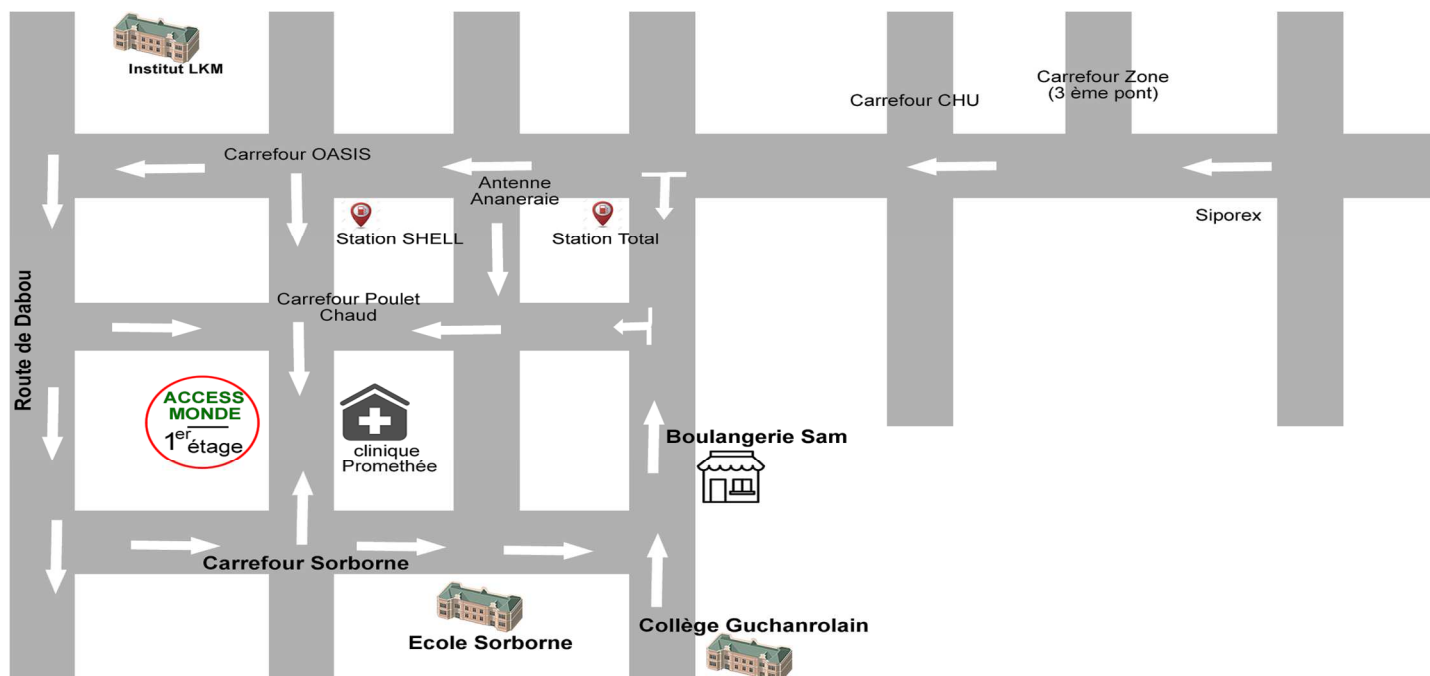 Institut LKM
Carrefour Zone
(3 ème pont)
Carrefour CHU
Carrefour OASIS
Antenne
Ananeraie
Siporex
Station SHELL
Station Total
Route de Dabou
Carrefour Poulet
Chaud
ACCESS
MONDE
1er étage
clinique
Promethée
Boulangerie Sam
Carrefour Sorborne
Ecole Sorborne
Collège Guchanrolain